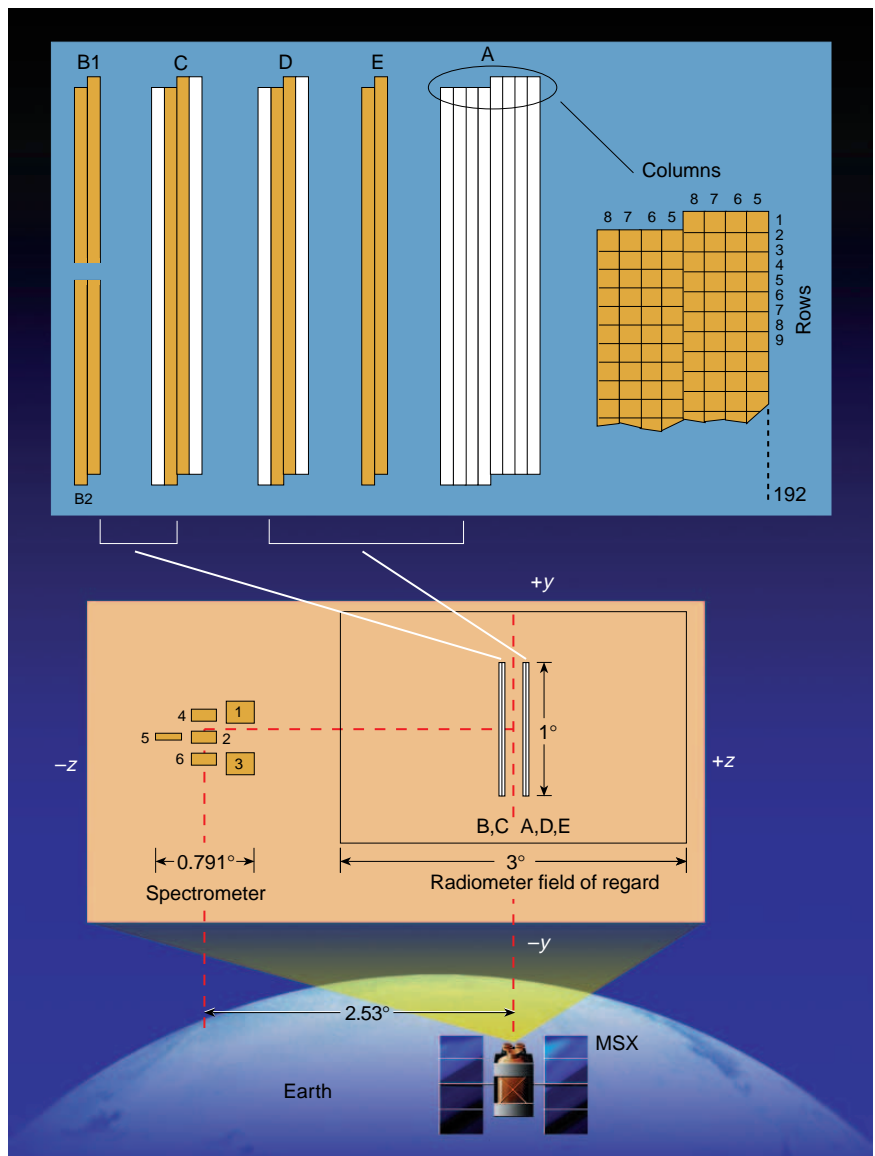 B1 C D E A
Columns
8 7 6 5 8 7 6 5
1
2
3
4
5
6
7
8
9
Rows
192
B2
+y
4 1
5 2
6 3
1°
–z
+z
B,C A,D,E
0.791°
3°
Spectrometer
Radiometer field of regard
–y
2.53°
MSX
Earth